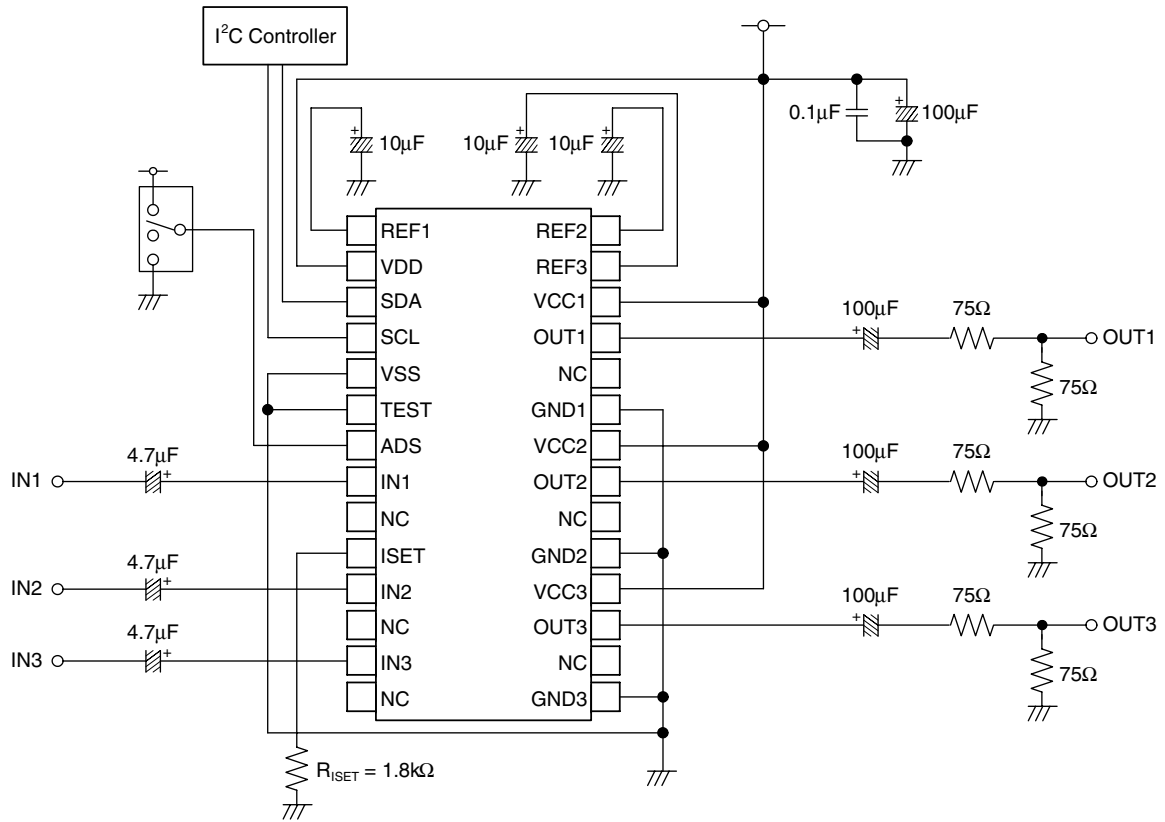 I²C Controller
0.1μF
+
100μF
+
10μF
10μF
+
10μF
+
REF1
REF2
VDD
REF3
SDA
VCC1
100μF
75Ω
SCL
OUT1
+
OUT1
VSS
NC
75Ω
TEST
GND1
ADS
VCC2
4.7μF
100μF
75Ω
IN1
+
IN1
OUT2
+
OUT2
NC
NC
75Ω
4.7μF
ISET
GND2
IN2
+
IN2
VCC3
100μF
75Ω
4.7μF
NC
OUT3
+
OUT3
IN3
+
IN3
NC
75Ω
NC
GND3
R_ISET = 1.8kΩ